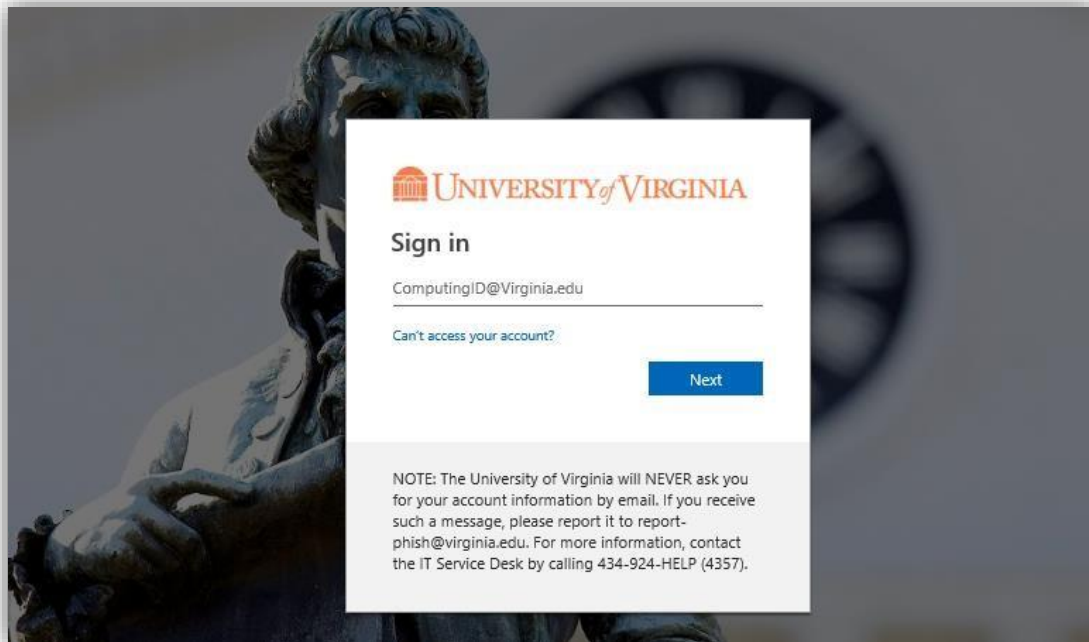 UNIVERSITY of VIRGINIA
Sign in
ComputingID@Virginia.edu
Can't access your account?
Next
NOTE: The University of Virginia will NEVER ask you
for your account information by email. If you receive
such a message, please report it to report-
phish@virginia.edu. For more information, contact
the IT Service Desk by calling 434-924-HELP (4357).